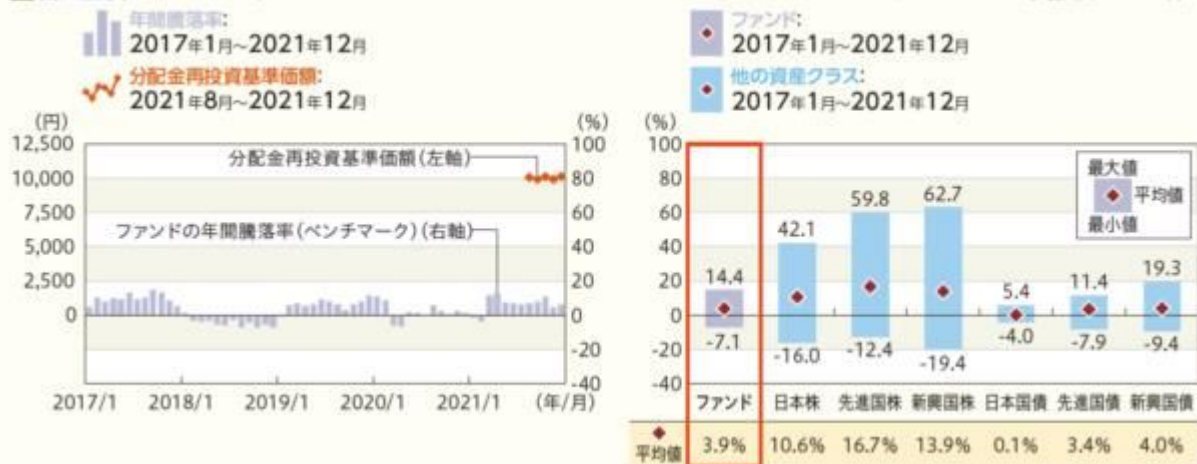 年間騰落率:
2017年1月~2021年12月
分配金再投資基準価額:
2021年8月~2021年12月
ファンド:
2017年1月~2021年12月
他の資産クラス:
2017年1月~2021年12月
(円)
(%)
12,500
10,000
7,500
5,000
2,500
0
100
80
60
40
20
0
-20
-40
分配金再投資基準価額(左軸)
ファンドの年間騰落率(ベンチマーク)(右軸)
2017/1 2018/1 2019/1 2020/1 2021/1 (年/月)
(%)
100
80
60
40
20
0
-20
-40
最大値
平均値
最小値
14.4 42.1 59.8 62.7 5.4 11.4 19.3
-7.1 -16.0 -12.4 -19.4 -4.0 -7.9 -9.4
ファンド 日本株 先進国株 新興国株 日本国債 先進国債 新興国債
平均値 3.9% 10.6% 16.7% 13.9% 0.1% 3.4% 4.0%